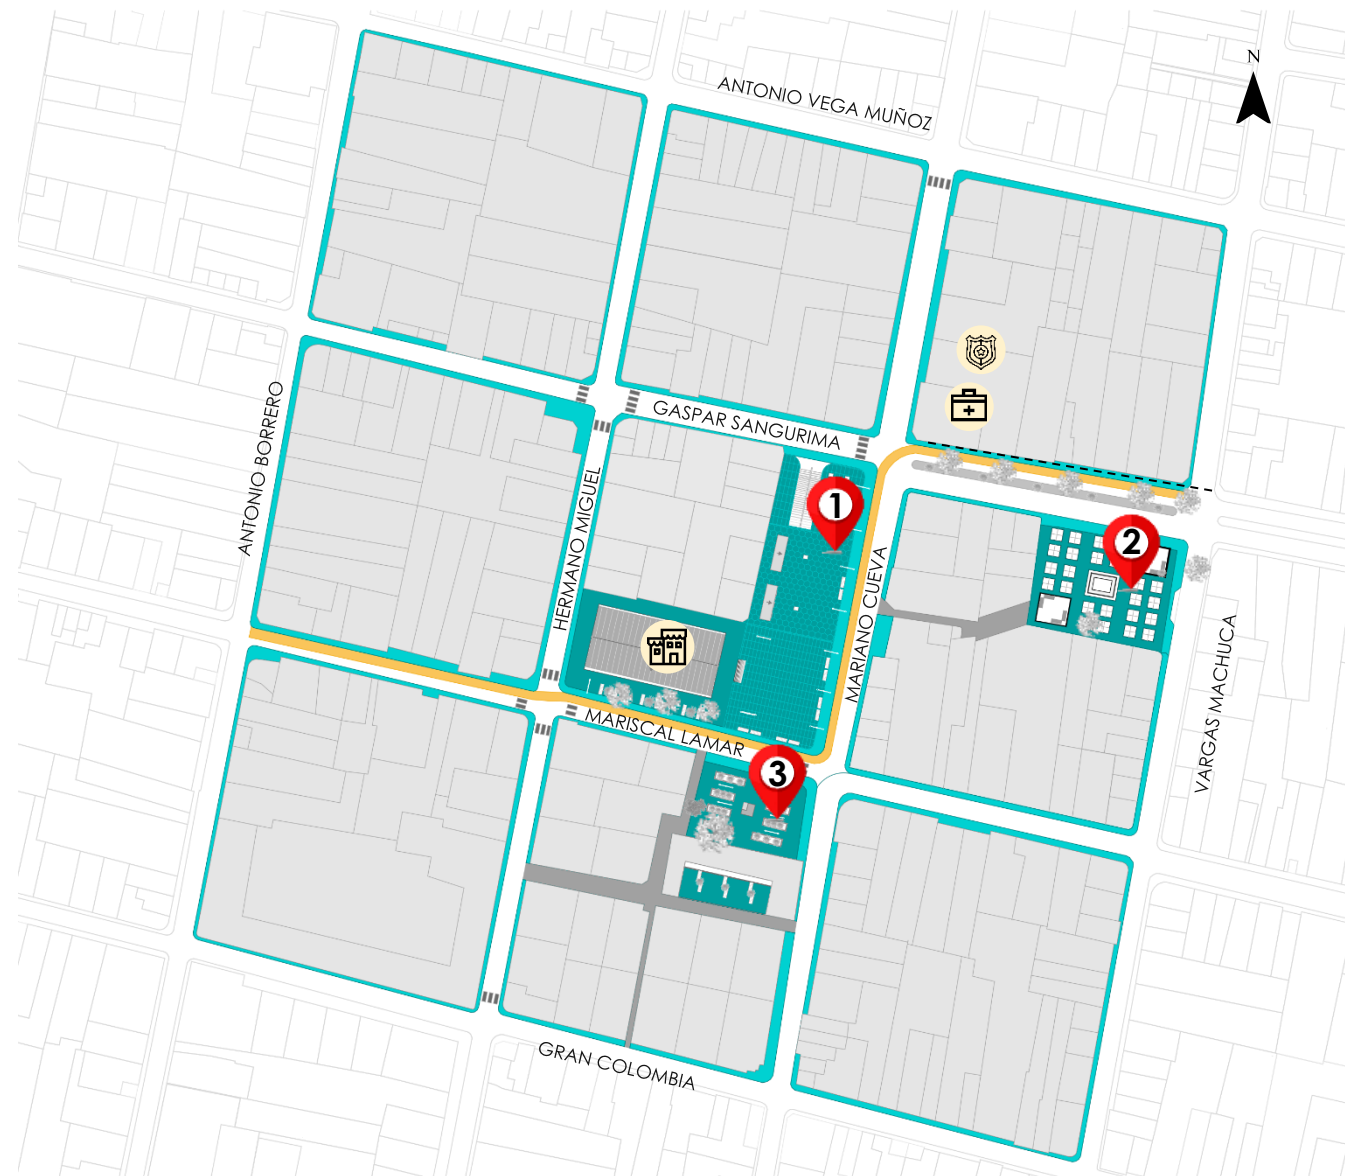 N
ANTONIO VEGA MUÑOZ
GASPAR SANGURIMA
ANTONIO BORRERO
HERMANO MIGUEL
1
2
MARIANO CUEVA
VARGAS MACHUCA
MARISCAL LAMAR
3
GRAN COLOMBIA